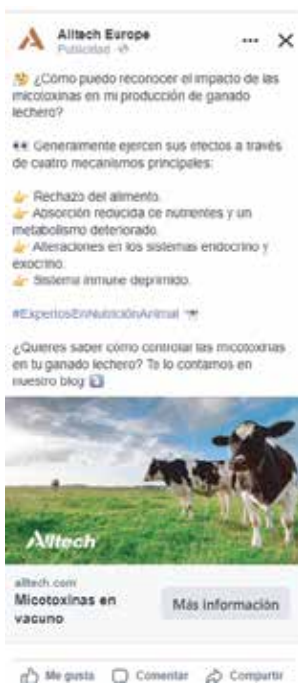 Alltech Europe
Publicidad
🤔 ¿Cómo puedo reconocer el impacto de las
micotoxinas en mi producción de ganado
lechero?
👀 Generalmente ejercen sus efectos a través
de cuatro mecanismos principales:
👉 Rechazo del alimento.
👉 Absorción reducida de nutrientes y un
metabolismo deteriorado.
👉 Alteraciones en los sistemas endocrino y
exocrino.
👉 Sistema inmune deprimido.
#ExpertosEnNutriciónAnimal 🐄
¿Quieres saber cómo controlar las micotoxinas
en tu ganado lechero? Te lo contamos en
nuestro blog ⤵️
Alltech
alltech.com
Micotoxinas en
vacuno
Más información
Me gusta Comentar Compartir